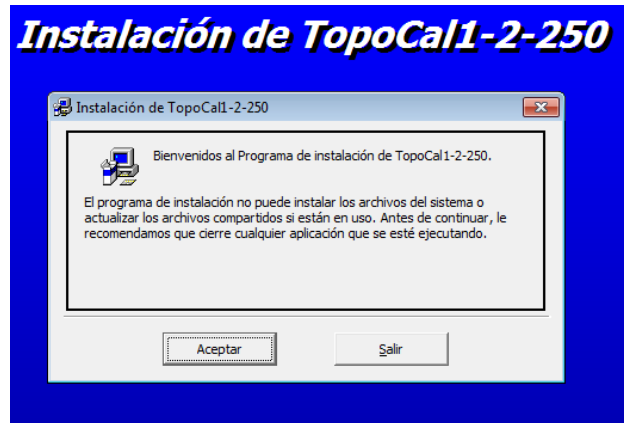 Instalación de TopoCal1-2-250
Instalación de TopoCal1-2-250
Bienvenidos al Programa de instalación de TopoCal1-2-250.
El programa de instalación no puede instalar los archivos del sistema o
actualizar los archivos compartidos si están en uso. Antes de continuar, le
recomendamos que cierre cualquier aplicación que se esté ejecutando.
Aceptar
Salir